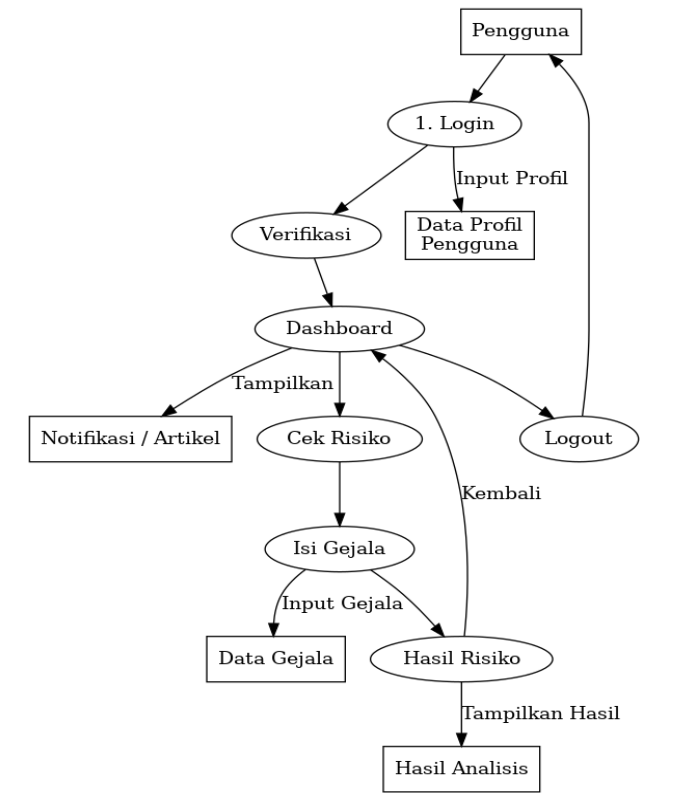 Pengguna
1. Login
Input Profil
Data Profil
Pengguna
Verifikasi
Dashboard
Tampilkan
Notifikasi / Artikel
Cek Risiko
Logout
Kembali
Isi Gejala
Input Gejala
Data Gejala
Hasil Risiko
Tampilkan Hasil
Hasil Analisis